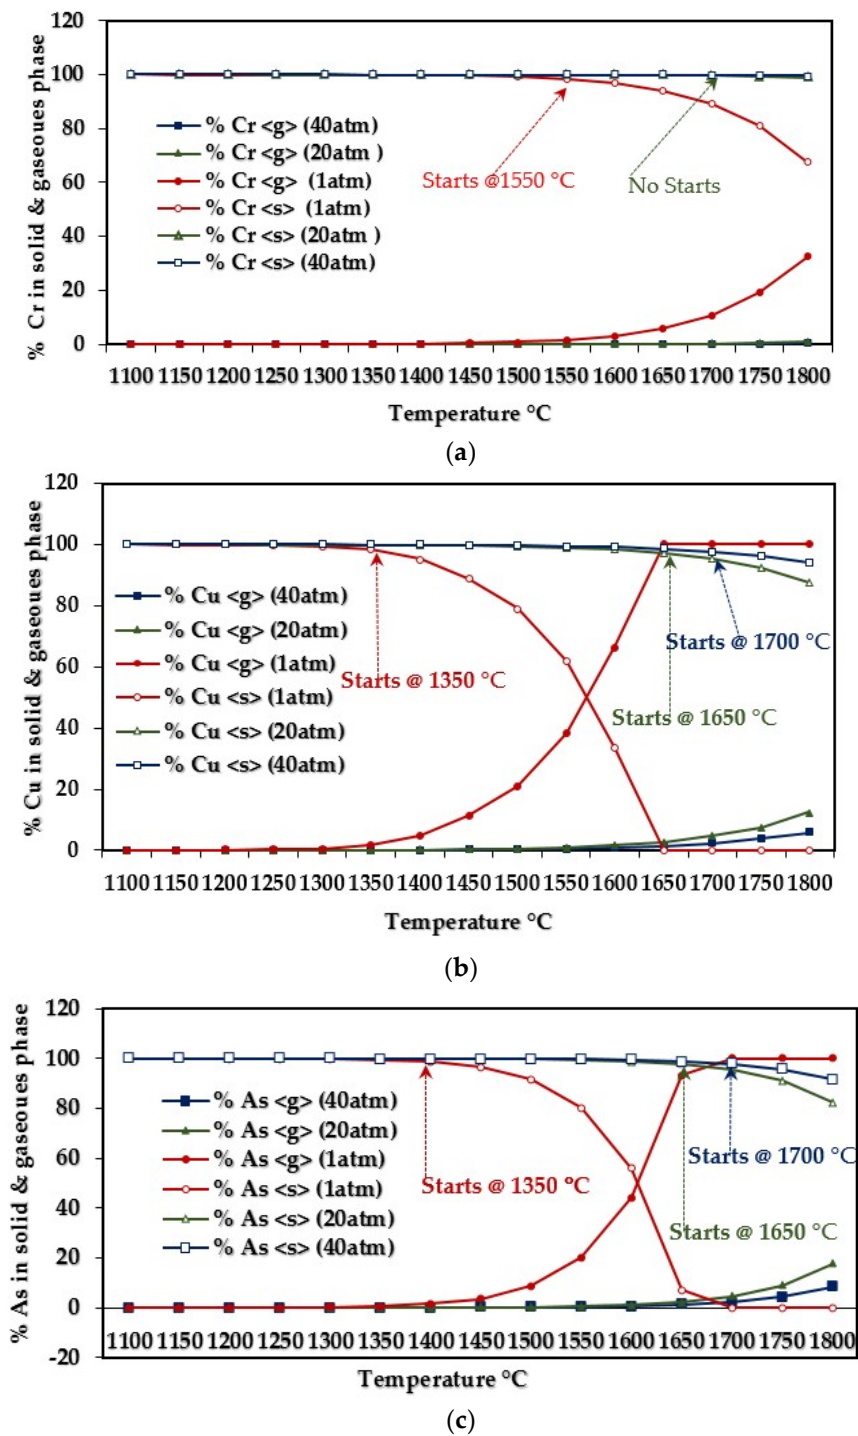 120
100
80
60
40
20
0
% Cr in solid & gaseoues phase
% Cr <g> (40atm)
% Cr <g> (20atm )
% Cr <g> (1atm)
% Cr <s> (1atm)
% Cr <s> (20atm )
% Cr <s> (40atm)
Starts @1550 °C
No Starts
1100 1150 1200 1250 1300 1350 1400 1450 1500 1550 1600 1650 1700 1750 1800
Temperature °C
(a)
120
100
80
60
40
20
0
% Cu in solid & gaseoues phase
% Cu <g> (40atm)
% Cu <g> (20atm)
% Cu <g> (1atm)
% Cu <s> (1atm)
% Cu <s> (20atm)
% Cu <s> (40atm)
Starts @ 1700 °C
Starts @ 1350 °C
Starts @ 1650 °C
1100 1150 1200 1250 1300 1350 1400 1450 1500 1550 1600 1650 1700 1750 1800
Temperature °C
(b)
120
100
80
60
40
20
0
-20
% As in solid & gaseoues phase
% As <g> (40atm)
% As <g> (20atm)
% As <g> (1atm)
% As <s> (1atm)
% As <s> (20atm)
% As <s> (40atm)
Starts @ 1700 °C
Starts @ 1350 °C
Starts @ 1650 °C
1100 1150 1200 1250 1300 1350 1400 1450 1500 1550 1600 1650 1700 1750 1800
Temperature °C
(c)